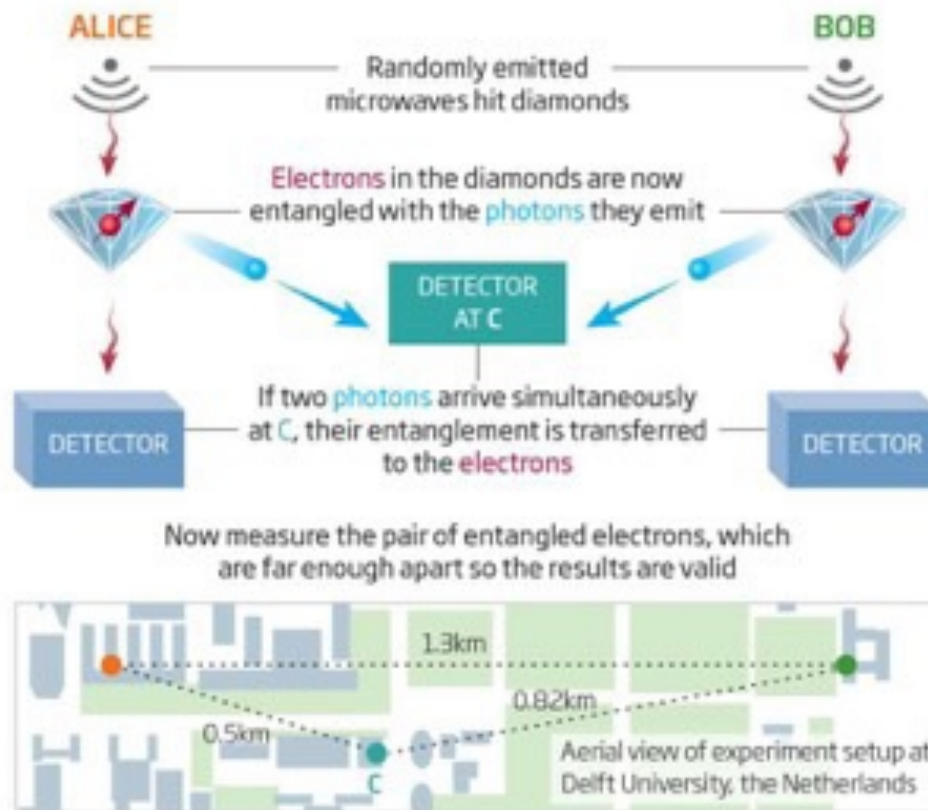 ALICE
BOB
Randomly emitted
microwaves hit diamonds
Electrons in the diamonds are now
entangled with the photons they emit
DETECTOR
AT C
If two photons arrive simultaneously
at C, their entanglement is transferred
to the electrons
DETECTOR
DETECTOR
Now measure the pair of entangled electrons, which
are far enough apart so the results are valid
1.3km
0.82km
0.5km
C
Aerial view of experiment setup at
Delft University, the Netherlands